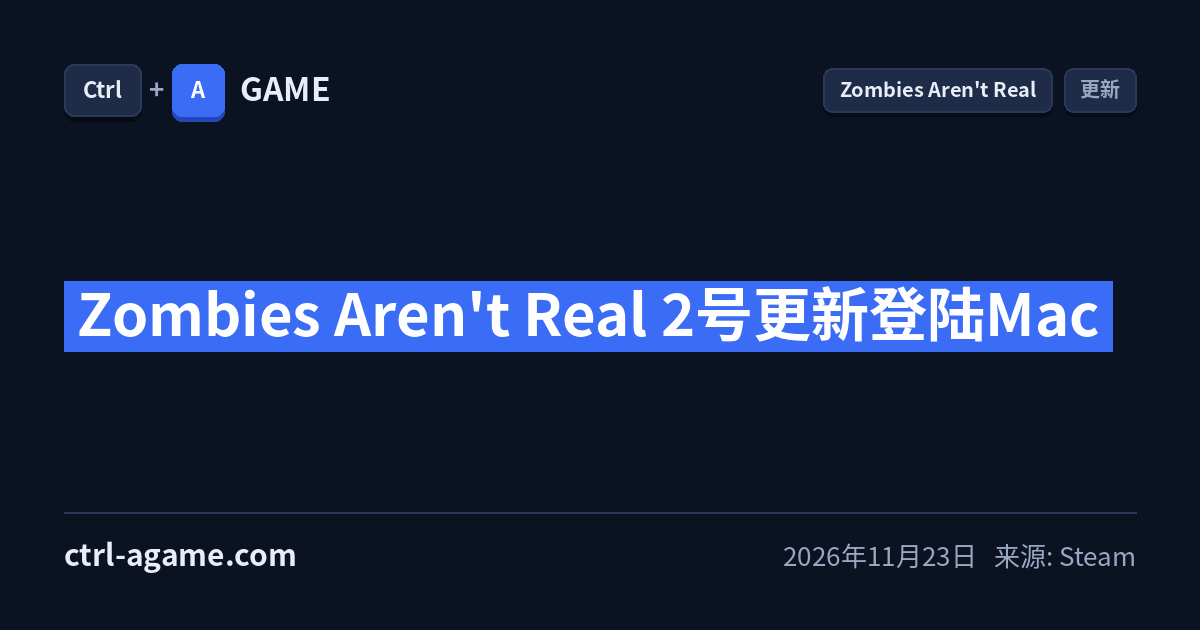 Ctrl + A GAME
Zombies Aren't Real 更新
Zombies Aren't Real 2号更新登陆Mac
ctrl-agame.com
2026年11月23日 来源: Steam